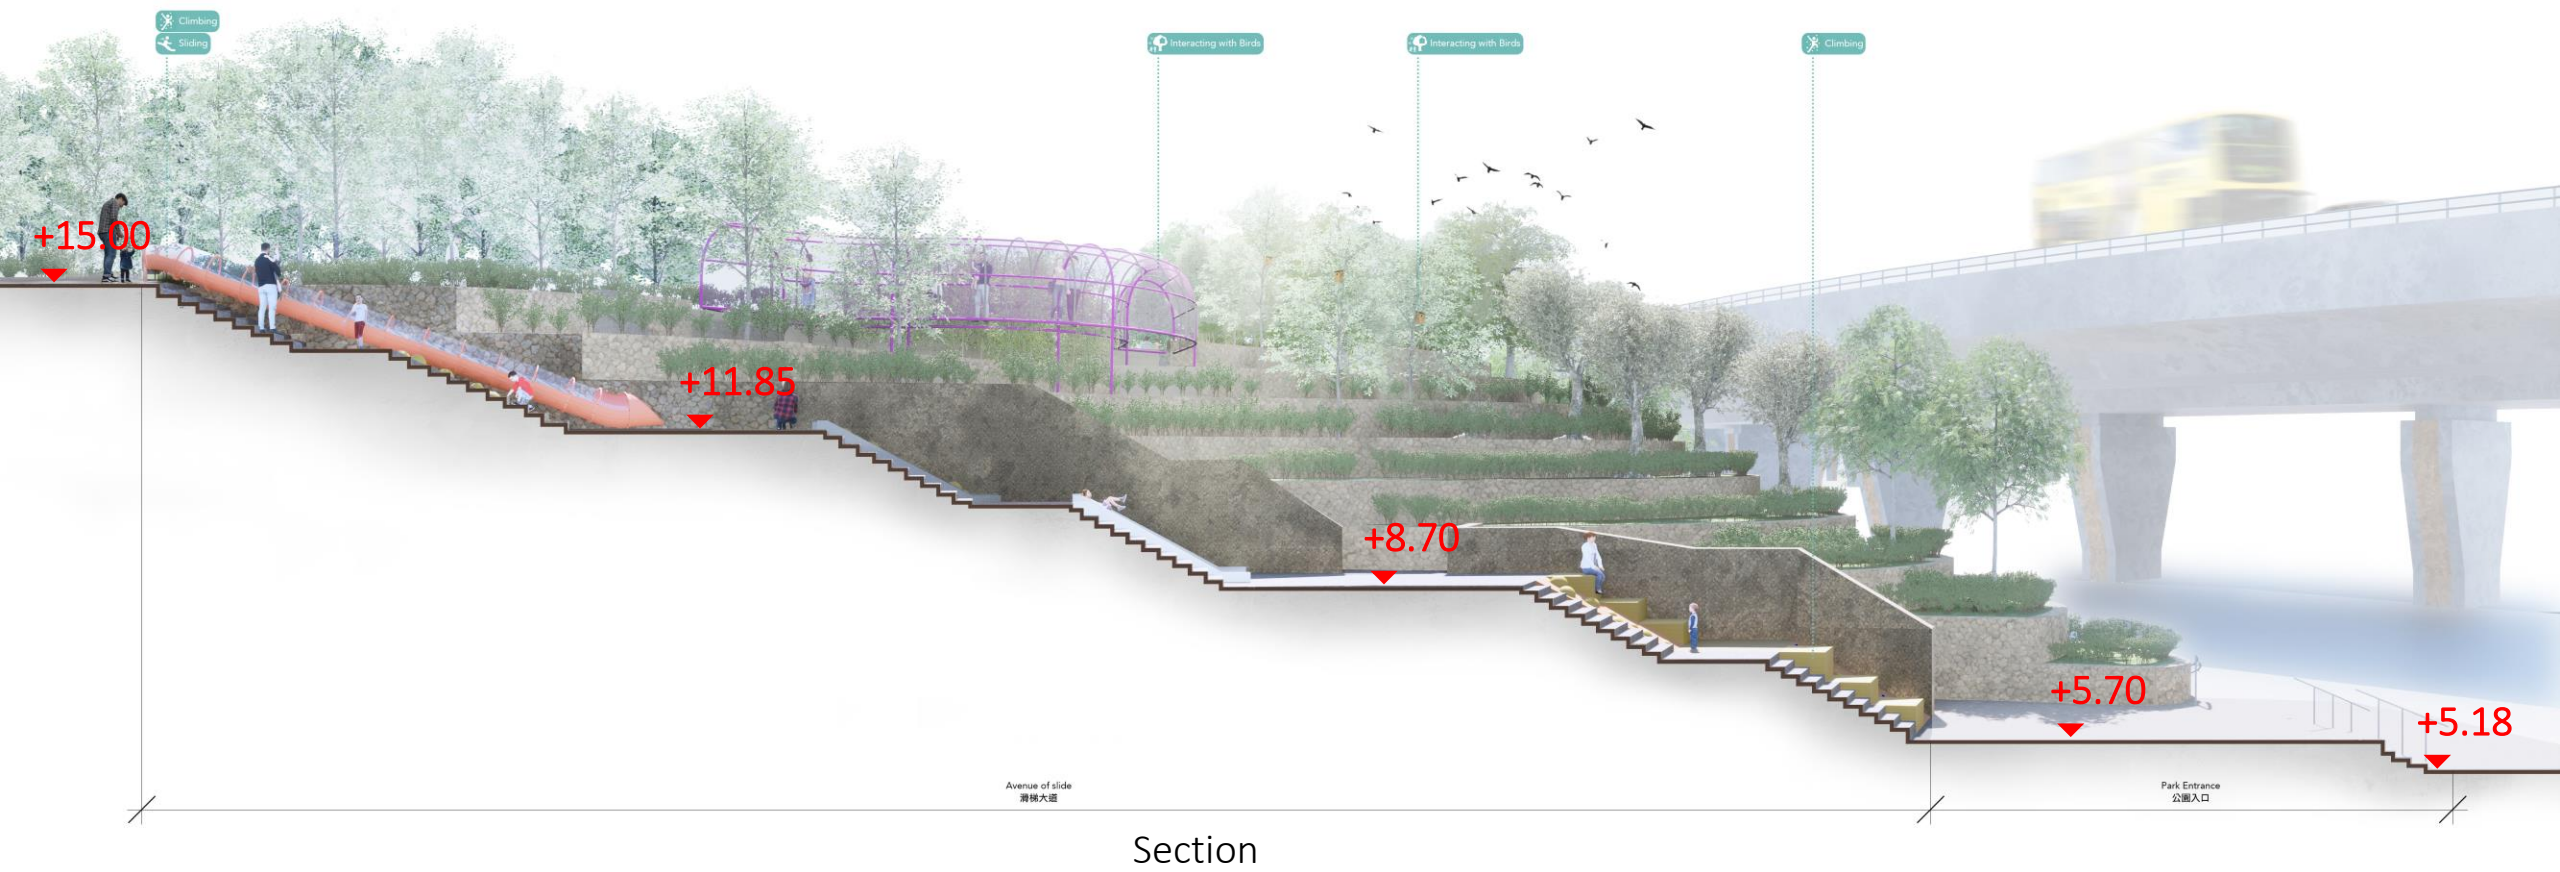 Climbing
Sliding
Interacting with Birds
Interacting with Birds
Climbing
+15.00
+11.85
+8.70
+5.70
+5.18
Avenue of slide
滑梯大道
Park Entrance
公園入口
Section